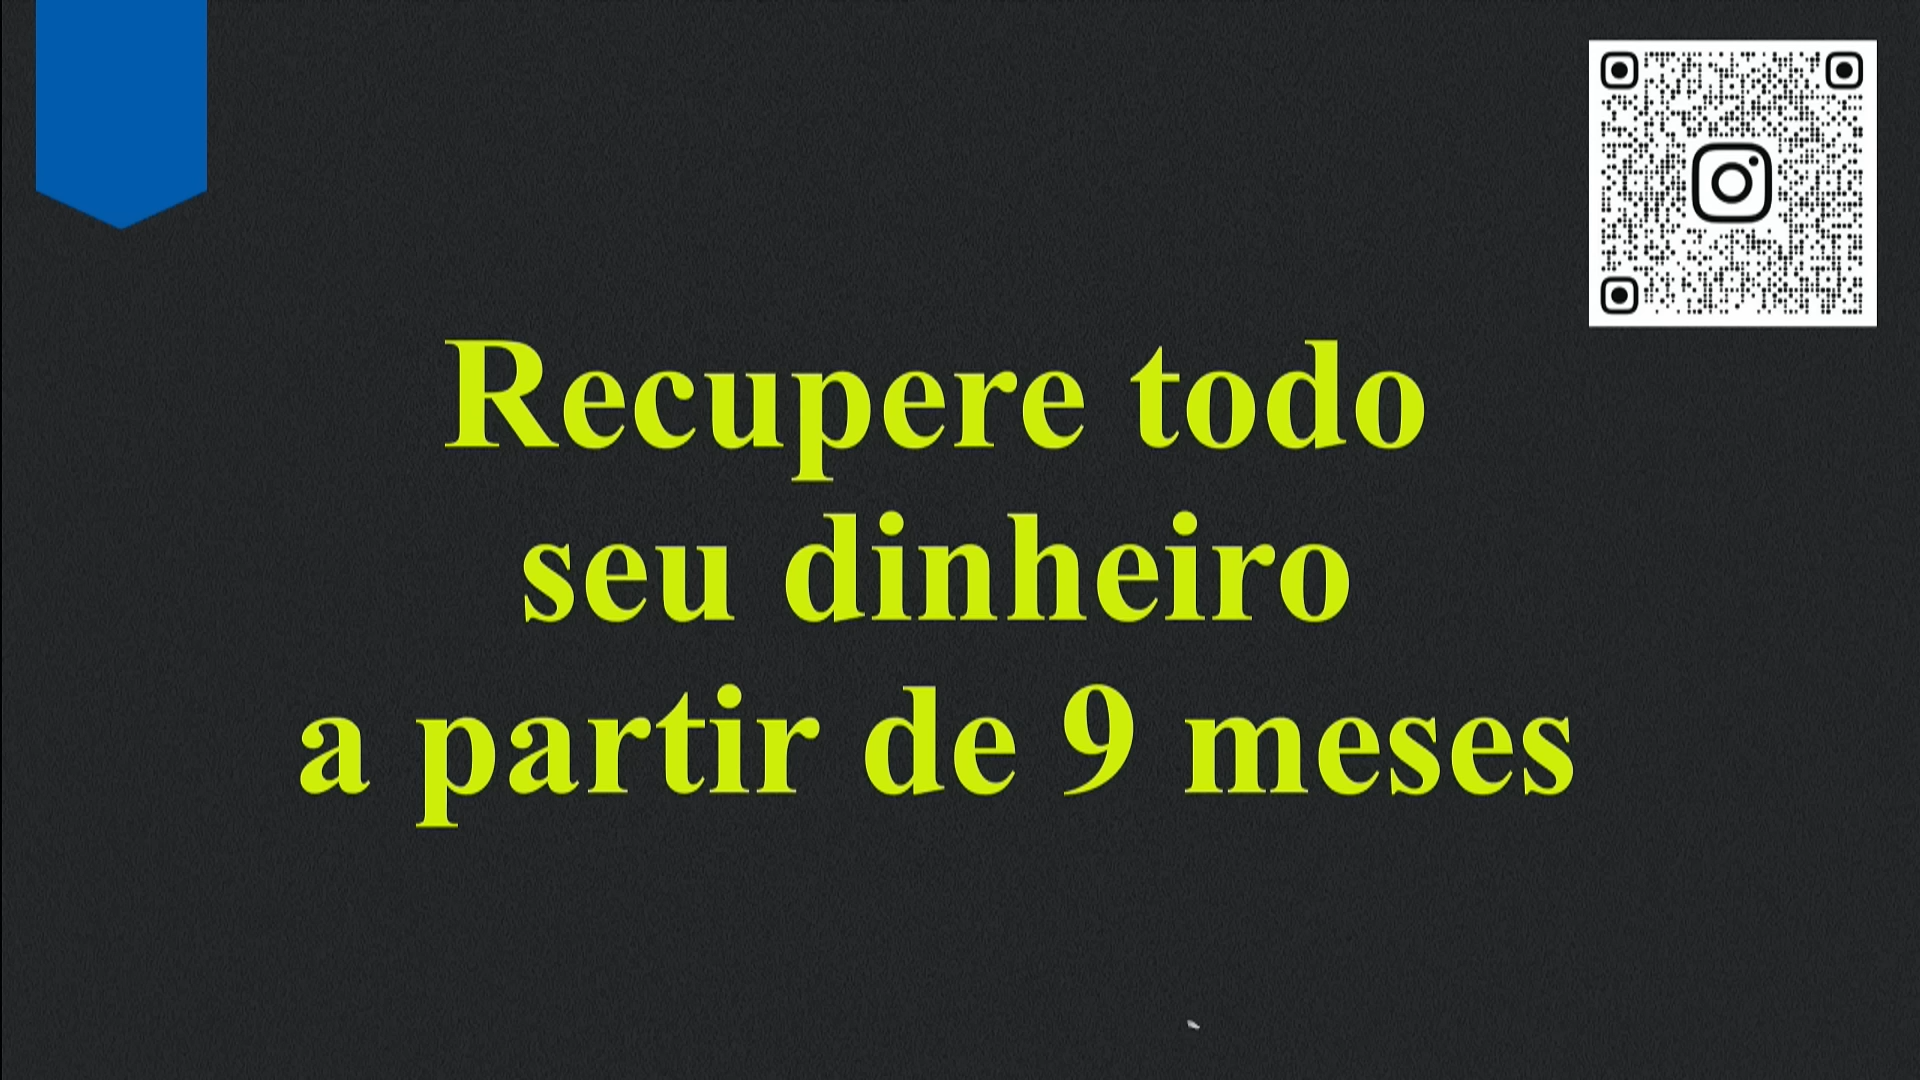 Recupere todo
seu dinheiro
a partir de 9 meses